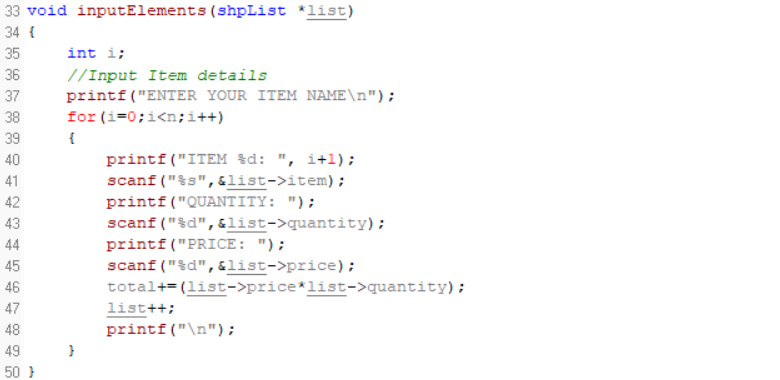 33 void inputElements(shpList *list)
34 {
35     int i;
36     //Input Item details
37     printf("ENTER YOUR ITEM NAME\n");
38     for(i=0;i<n;i++)
39     {
40         printf("ITEM %d: ", i+1);
41         scanf("%s",&list->item);
42         printf("QUANTITY: ");
43         scanf("%d",&list->quantity);
44         printf("PRICE: ");
45         scanf("%d",&list->price);
46         total+=(list->price*list->quantity);
47         list++;
48         printf("\n");
49     }
50 }